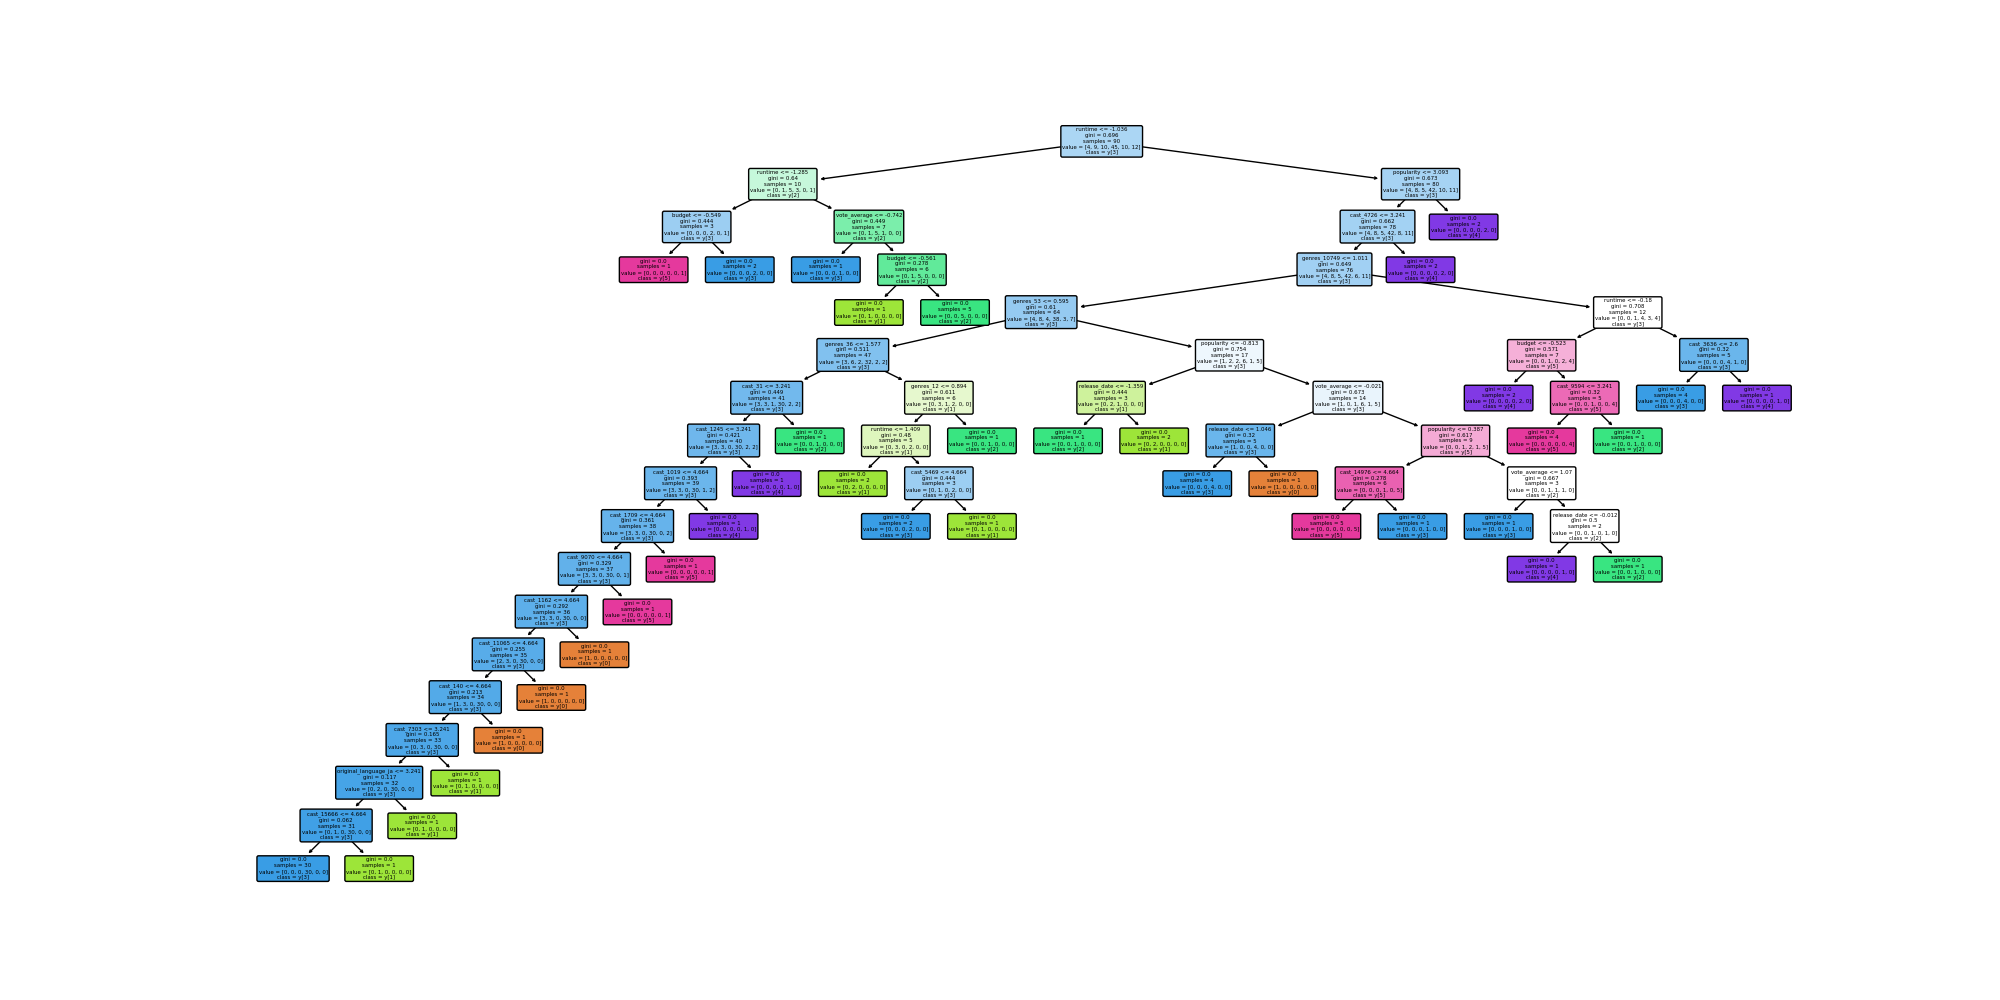 runtime <= -1.036
gini = 0.696
samples = 90
value = [4, 9, 10, 45, 10, 12]
class = y[3]
runtime <= -1.285
gini = 0.64
samples = 10
value = [0, 1, 5, 3, 0, 1]
class = y[2]
popularity <= 3.093
gini = 0.673
samples = 80
value = [4, 8, 5, 42, 10, 11]
class = y[3]
budget <= -0.549
gini = 0.444
samples = 3
value = [0, 0, 0, 2, 0, 1]
class = y[3]
vote_average <= -0.742
gini = 0.449
samples = 7
value = [0, 1, 5, 1, 0, 0]
class = y[2]
cast_4726 <= 3.241
gini = 0.662
samples = 78
value = [4, 8, 5, 42, 8, 11]
class = y[3]
gini = 0.0
samples = 2
value = [0, 0, 0, 0, 2, 0]
class = y[4]
gini = 0.0
samples = 1
value = [0, 0, 0, 0, 0, 1]
class = y[5]
gini = 0.0
samples = 2
value = [0, 0, 0, 2, 0, 0]
class = y[3]
gini = 0.0
samples = 1
value = [0, 0, 0, 1, 0, 0]
class = y[3]
budget <= -0.561
gini = 0.278
samples = 6
value = [0, 1, 5, 0, 0, 0]
class = y[2]
genres_10749 <= 1.011
gini = 0.649
samples = 76
value = [4, 8, 5, 42, 6, 11]
class = y[3]
gini = 0.0
samples = 2
value = [0, 0, 0, 0, 2, 0]
class = y[4]
gini = 0.0
samples = 1
value = [0, 1, 0, 0, 0, 0]
class = y[1]
gini = 0.0
samples = 5
value = [0, 0, 5, 0, 0, 0]
class = y[2]
genres_53 <= 0.595
gini = 0.61
samples = 64
value = [4, 8, 4, 38, 3, 7]
class = y[3]
runtime <= -0.18
gini = 0.708
samples = 12
value = [0, 0, 1, 4, 3, 4]
class = y[3]
genres_36 <= 1.577
gini = 0.511
samples = 47
value = [3, 6, 2, 32, 2, 2]
class = y[3]
popularity <= -0.813
gini = 0.754
samples = 17
value = [1, 2, 2, 6, 1, 5]
class = y[3]
budget <= -0.523
gini = 0.571
samples = 7
value = [0, 0, 1, 0, 2, 4]
class = y[5]
cast_3636 <= 2.6
gini = 0.32
samples = 5
value = [0, 0, 0, 4, 1, 0]
class = y[3]
cast_31 <= 3.241
gini = 0.449
samples = 41
value = [3, 3, 1, 30, 2, 2]
class = y[3]
genres_12 <= 0.894
gini = 0.611
samples = 6
value = [0, 3, 1, 2, 0, 0]
class = y[1]
release_date <= -1.359
gini = 0.444
samples = 3
value = [0, 2, 1, 0, 0, 0]
class = y[1]
vote_average <= -0.021
gini = 0.673
samples = 14
value = [1, 0, 1, 6, 1, 5]
class = y[3]
gini = 0.0
samples = 2
value = [0, 0, 0, 0, 2, 0]
class = y[4]
cast_9594 <= 3.241
gini = 0.32
samples = 5
value = [0, 0, 1, 0, 0, 4]
class = y[5]
gini = 0.0
samples = 4
value = [0, 0, 0, 4, 0, 0]
class = y[3]
gini = 0.0
samples = 1
value = [0, 0, 0, 0, 1, 0]
class = y[4]
cast_1245 <= 3.241
gini = 0.421
samples = 40
value = [3, 3, 0, 30, 2, 2]
class = y[3]
gini = 0.0
samples = 1
value = [0, 0, 1, 0, 0, 0]
class = y[2]
runtime <= 1.409
gini = 0.48
samples = 5
value = [0, 3, 0, 2, 0, 0]
class = y[1]
gini = 0.0
samples = 1
value = [0, 0, 1, 0, 0, 0]
class = y[2]
gini = 0.0
samples = 1
value = [0, 0, 1, 0, 0, 0]
class = y[2]
gini = 0.0
samples = 2
value = [0, 2, 0, 0, 0, 0]
class = y[1]
release_date <= 1.046
gini = 0.32
samples = 5
value = [1, 0, 0, 4, 0, 0]
class = y[3]
popularity <= 0.387
gini = 0.617
samples = 9
value = [0, 0, 1, 2, 1, 5]
class = y[5]
gini = 0.0
samples = 4
value = [0, 0, 0, 0, 0, 4]
class = y[5]
gini = 0.0
samples = 1
value = [0, 0, 1, 0, 0, 0]
class = y[2]
cast_1019 <= 4.664
gini = 0.393
samples = 39
value = [3, 3, 0, 30, 1, 2]
class = y[3]
gini = 0.0
samples = 1
value = [0, 0, 0, 0, 1, 0]
class = y[4]
gini = 0.0
samples = 2
value = [0, 2, 0, 0, 0, 0]
class = y[1]
cast_5469 <= 4.664
gini = 0.444
samples = 3
value = [0, 1, 0, 2, 0, 0]
class = y[3]
gini = 0.0
samples = 4
value = [0, 0, 0, 4, 0, 0]
class = y[3]
gini = 0.0
samples = 1
value = [1, 0, 0, 0, 0, 0]
class = y[0]
cast_14976 <= 4.664
gini = 0.278
samples = 6
value = [0, 0, 0, 1, 0, 5]
class = y[5]
vote_average <= 1.07
gini = 0.667
samples = 3
value = [0, 0, 1, 1, 1, 0]
class = y[2]
cast_1709 <= 4.664
gini = 0.361
samples = 38
value = [3, 3, 0, 30, 0, 2]
class = y[3]
gini = 0.0
samples = 1
value = [0, 0, 0, 0, 1, 0]
class = y[4]
gini = 0.0
samples = 2
value = [0, 0, 0, 2, 0, 0]
class = y[3]
gini = 0.0
samples = 1
value = [0, 1, 0, 0, 0, 0]
class = y[1]
gini = 0.0
samples = 5
value = [0, 0, 0, 0, 0, 5]
class = y[5]
gini = 0.0
samples = 1
value = [0, 0, 0, 1, 0, 0]
class = y[3]
gini = 0.0
samples = 1
value = [0, 0, 0, 1, 0, 0]
class = y[3]
release_date <= -0.012
gini = 0.5
samples = 2
value = [0, 0, 1, 0, 1, 0]
class = y[2]
cast_9070 <= 4.664
gini = 0.329
samples = 37
value = [3, 3, 0, 30, 0, 1]
class = y[3]
gini = 0.0
samples = 1
value = [0, 0, 0, 0, 0, 1]
class = y[5]
gini = 0.0
samples = 1
value = [0, 0, 0, 0, 1, 0]
class = y[4]
gini = 0.0
samples = 1
value = [0, 0, 1, 0, 0, 0]
class = y[2]
cast_1162 <= 4.664
gini = 0.292
samples = 36
value = [3, 3, 0, 30, 0, 0]
class = y[3]
gini = 0.0
samples = 1
value = [0, 0, 0, 0, 0, 1]
class = y[5]
cast_11065 <= 4.664
gini = 0.255
samples = 35
value = [2, 3, 0, 30, 0, 0]
class = y[3]
gini = 0.0
samples = 1
value = [1, 0, 0, 0, 0, 0]
class = y[0]
cast_140 <= 4.664
gini = 0.213
samples = 34
value = [1, 3, 0, 30, 0, 0]
class = y[3]
gini = 0.0
samples = 1
value = [1, 0, 0, 0, 0, 0]
class = y[0]
cast_7303 <= 3.241
gini = 0.165
samples = 33
value = [0, 3, 0, 30, 0, 0]
class = y[3]
gini = 0.0
samples = 1
value = [1, 0, 0, 0, 0, 0]
class = y[0]
original_language_ja <= 3.241
gini = 0.117
samples = 32
value = [0, 2, 0, 30, 0, 0]
class = y[3]
gini = 0.0
samples = 1
value = [0, 1, 0, 0, 0, 0]
class = y[1]
cast_15666 <= 4.664
gini = 0.062
samples = 31
value = [0, 1, 0, 30, 0, 0]
class = y[3]
gini = 0.0
samples = 1
value = [0, 1, 0, 0, 0, 0]
class = y[1]
gini = 0.0
samples = 30
value = [0, 0, 0, 30, 0, 0]
class = y[3]
gini = 0.0
samples = 1
value = [0, 1, 0, 0, 0, 0]
class = y[1]